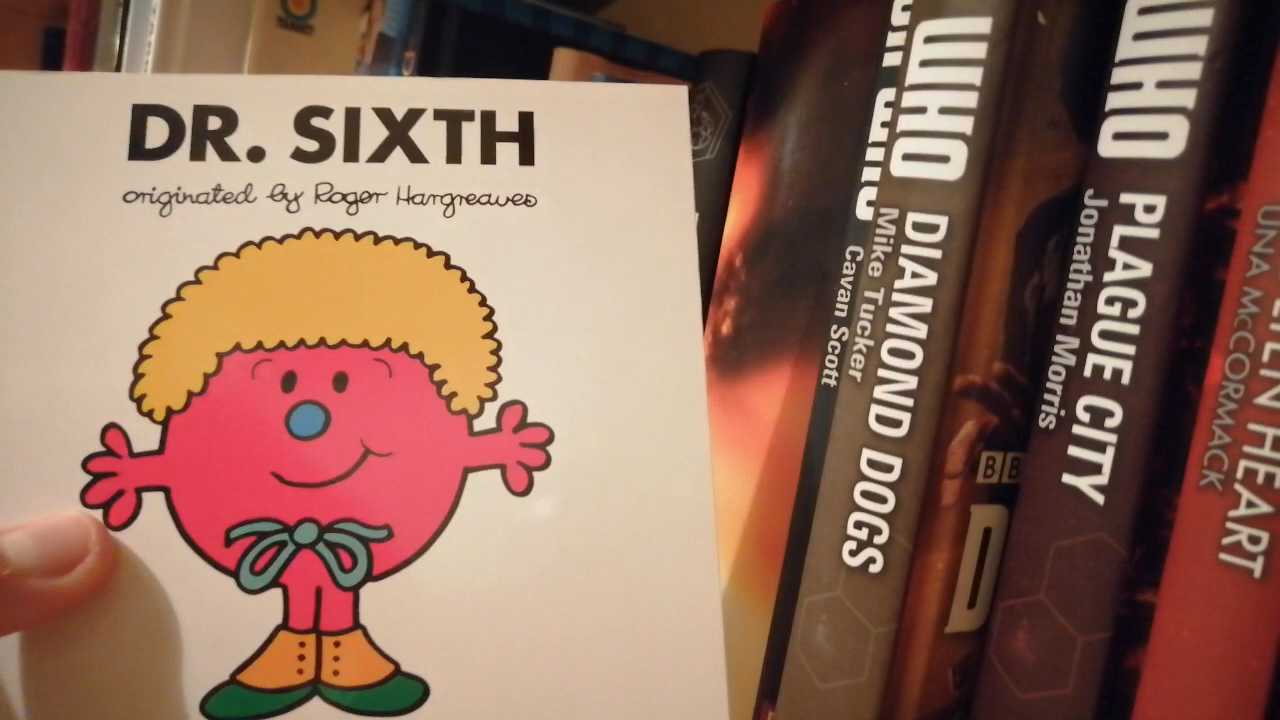 DR. SIXTH
originated by Roger Hargreaves
WHO DIAMOND DOGS
Mike Tucker
Cavan Scott
BB
D
WHO PLAGUE CITY
Jonathan Morris
HEART
UNA McCORMACK